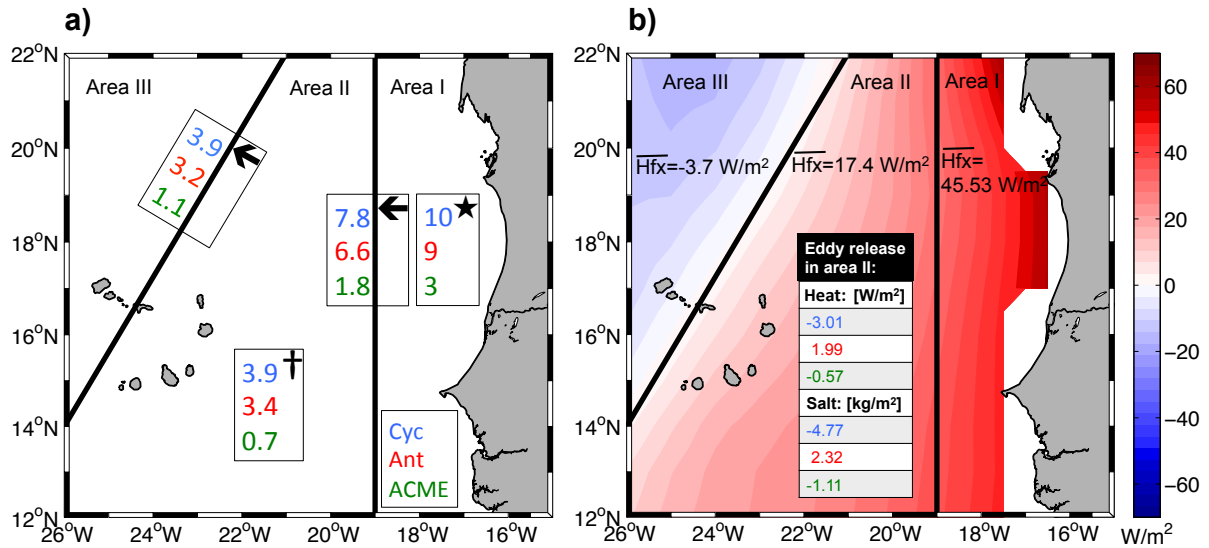 a)
22°N
20°N
18°N
16°N
14°N
12°N
26°W
24°W
22°W
20°W
18°W
16°W
Area III
Area II
Area I
3.9
3.2
1.1
7.8
6.6
1.8
10
9
3
3.9
3.4
0.7
Cyc
Ant
ACME
b)
22°N
20°N
18°N
16°N
14°N
12°N
26°W
24°W
22°W
20°W
18°W
16°W
Area III
Area II
Area I
Hfx=-3.7 W/m²
Hfx=17.4 W/m²
Hfx=
45.53 W/m²
Eddy release
in area II:
Heat: [W/m²]
-3.01
1.99
-0.57
Salt: [kg/m²]
-4.77
2.32
-1.11
60
40
20
0
−20
−40
−60
W/m²